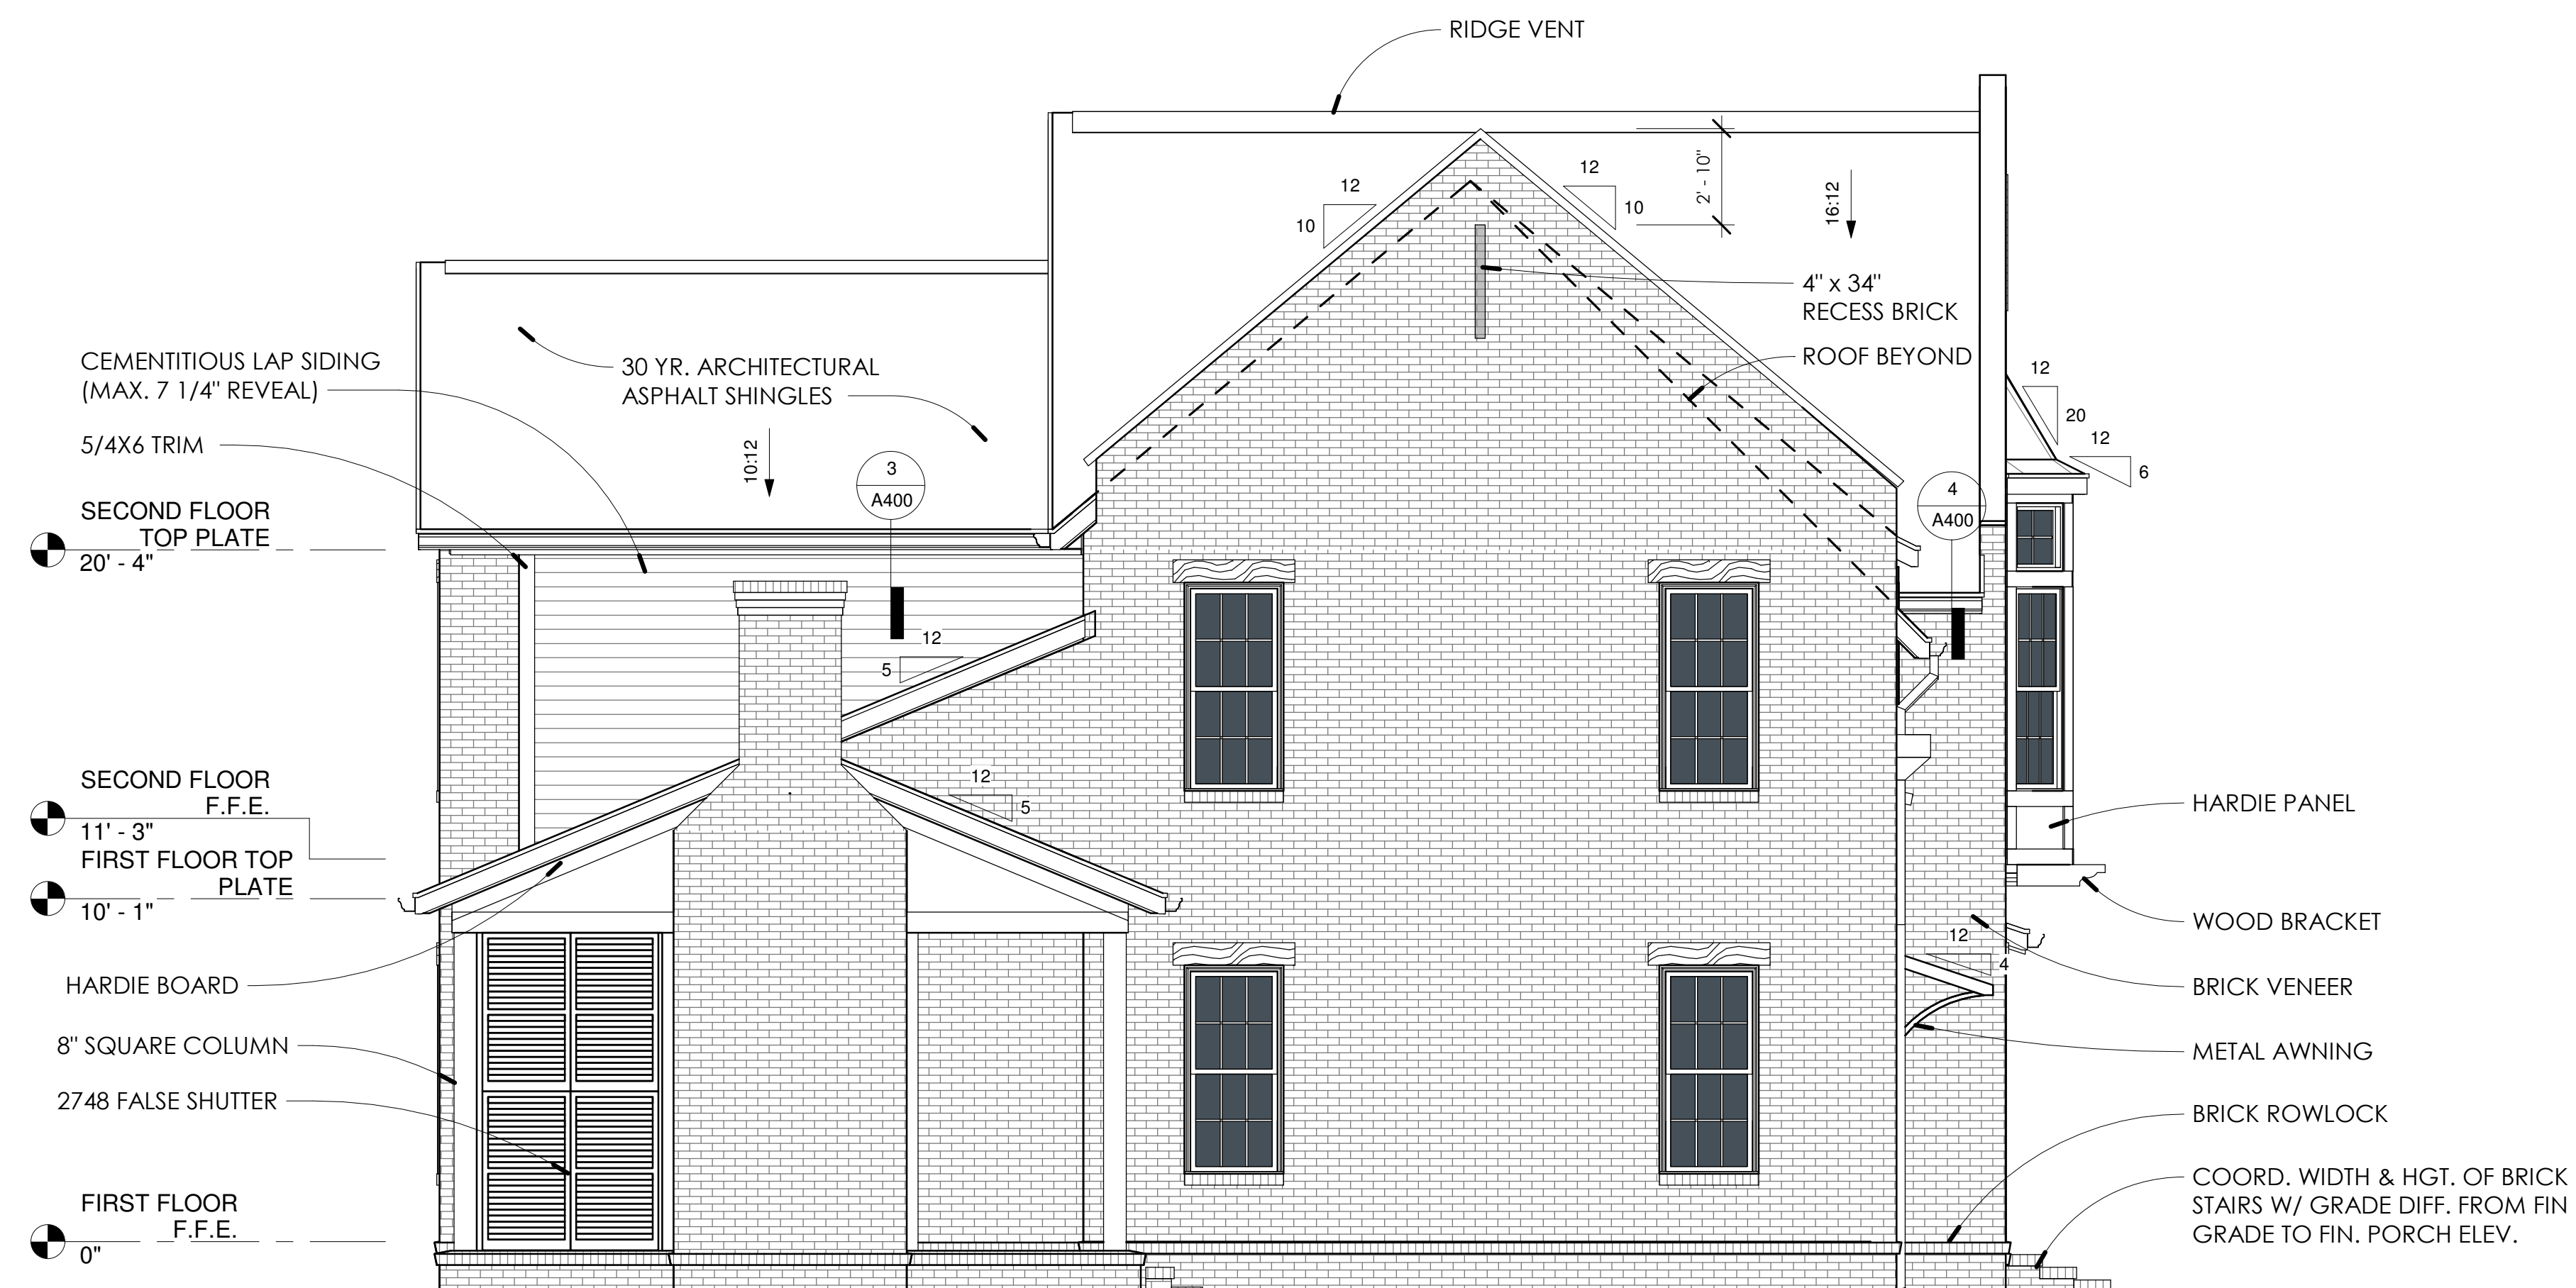 RIDGE VENT
12
10
12
10
2' - 10"
16:12
4" x 34"
RECESS BRICK
ROOF BEYOND
CEMENTITIOUS LAP SIDING
(MAX. 7 1/4" REVEAL)
30 YR. ARCHITECTURAL
ASPHALT SHINGLES
5/4X6 TRIM
10:12
3
A400
4
A400
12
20
12
6
SECOND FLOOR
TOP PLATE
20' - 4"
12
5
12
5
SECOND FLOOR
F.F.E.
11' - 3"
FIRST FLOOR TOP
PLATE
10' - 1"
HARDIE PANEL
WOOD BRACKET
12
4
HARDIE BOARD
BRICK VENEER
8" SQUARE COLUMN
METAL AWNING
2748 FALSE SHUTTER
BRICK ROWLOCK
FIRST FLOOR
F.F.E.
0"
COORD. WIDTH & HGT. OF BRICK
STAIRS W/ GRADE DIFF. FROM FIN
GRADE TO FIN. PORCH ELEV.